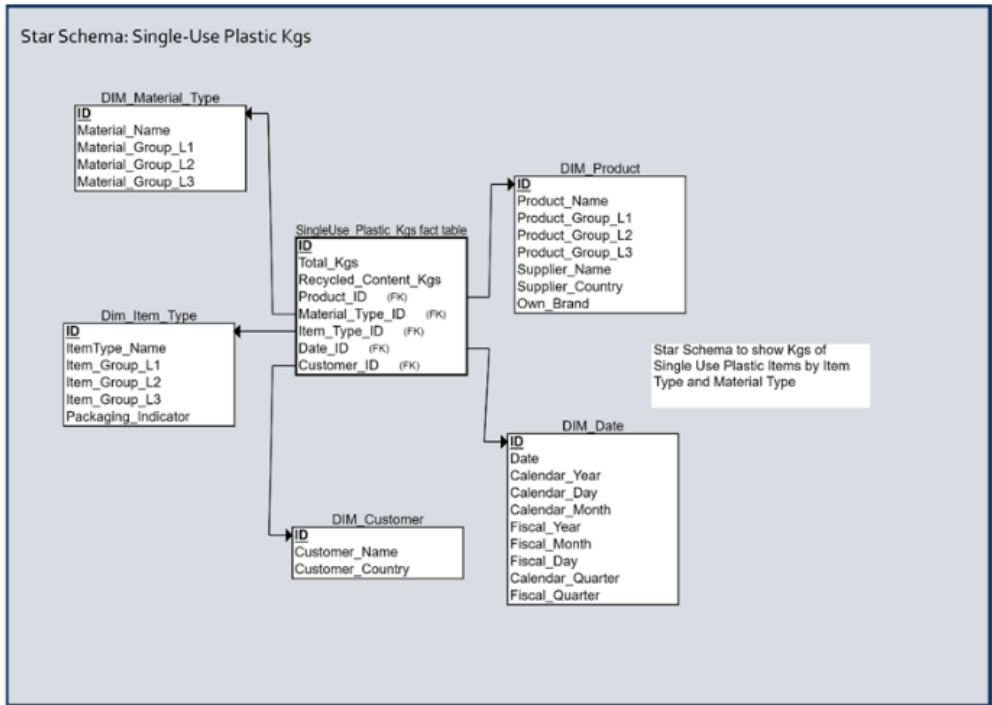 Star Schema: Single-Use Plastic Kgs
DIM_Material_Type
ID
Material_Name
Material_Group_L1
Material_Group_L2
Material_Group_L3
DIM_Product
ID
Product_Name
Product_Group_L1
Product_Group_L2
Product_Group_L3
Supplier_Name
Supplier_Country
Own_Brand
SingleUse_Plastic_Kgs fact table
ID
Total_Kgs
Recycled_Content_Kgs
Product_ID (FK)
Material_Type_ID (FK)
Item_Type_ID (FK)
Date_ID (FK)
Customer_ID (FK)
Dim_Item_Type
ID
ItemType_Name
Item_Group_L1
Item_Group_L2
Item_Group_L3
Packaging_Indicator
Star Schema to show Kgs of
Single Use Plastic Items by Item
Type and Material Type
DIM_Date
ID
Date
Calendar_Year
Calendar_Day
Calendar_Month
Fiscal_Year
Fiscal_Month
Fiscal_Day
Calendar_Quarter
Fiscal_Quarter
DIM_Customer
ID
Customer_Name
Customer_Country